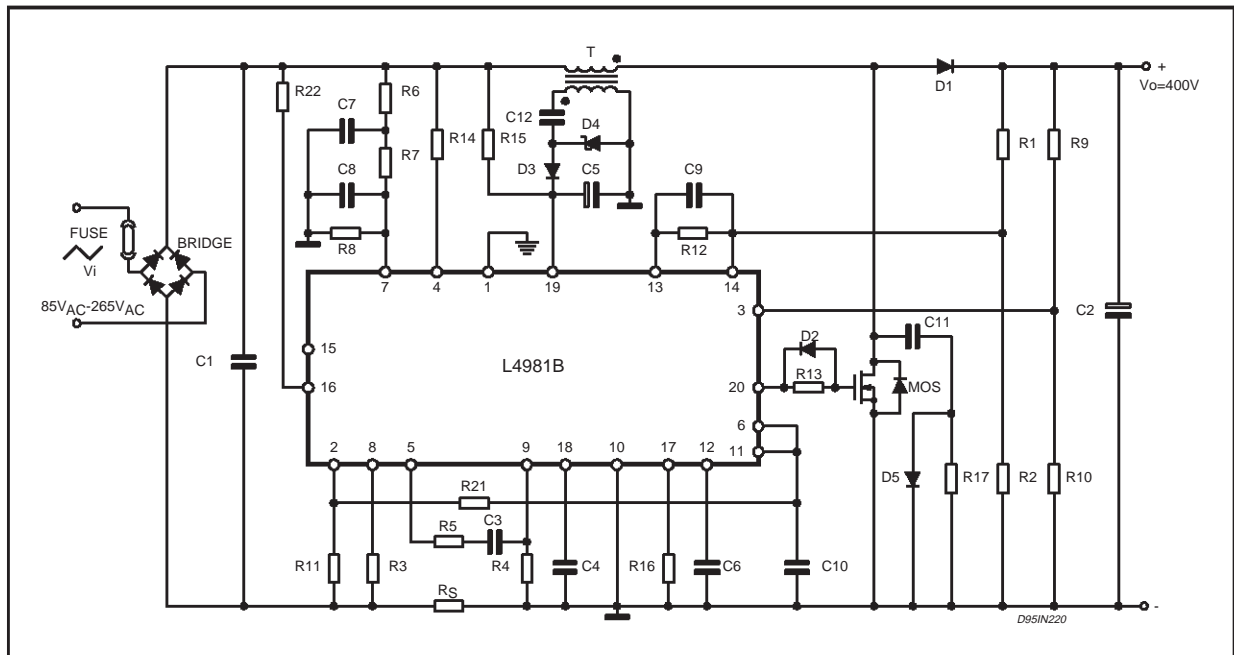 T
+
D1
Vo=400V
R22
R6
C7
C12
D4
R14
R15
R1
R9
R7
C8
D3
C5
C9
FUSE
BRIDGE
R8
R12
Vi
7
4
1
19
13
14
85VAC-265VAC
3
C2
C11
D2
15
C1
L4981B
R13
16
20
MOS
6
2
8
5
9
18
10
17
12
11
D5
R17
R2
R10
R21
R5
C3
R11
R3
R4
C4
R16
C6
C10
RS
-
D95IN220